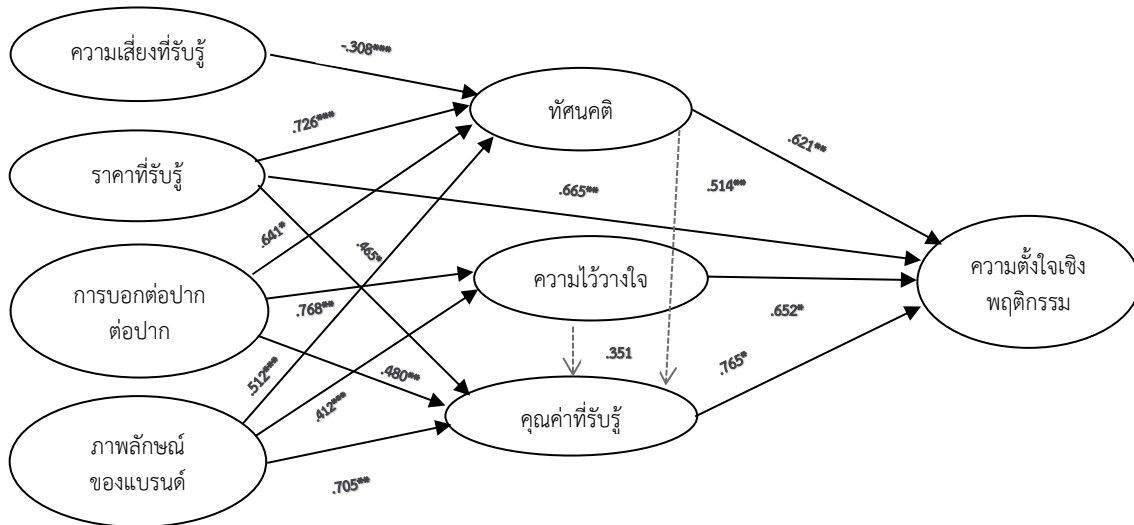 ความเสี่ยงที่รับรู้
-.308***
ทัศนคติ
.726***
.621**
ราคาที่รับรู้
.665**
.514**
.641*
.465*
ความตั้งใจเชิง
พฤติกรรม
การบอกต่อปาก
ต่อปาก
ความไว้วางใจ
.768**
.652*
.351
.765*
.512***
.480**
.412***
คุณค่าที่รับรู้
ภาพลักษณ์
ของแบรนด์
.705**